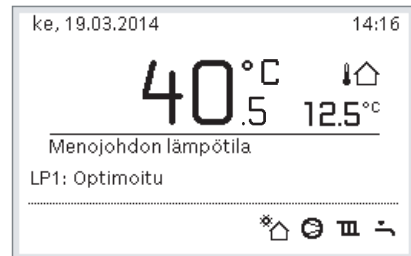 ke, 19.03.2014 14:16
40.5 °C 12.5°C
Menojohdon lämpötila
LP1: Optimoitu